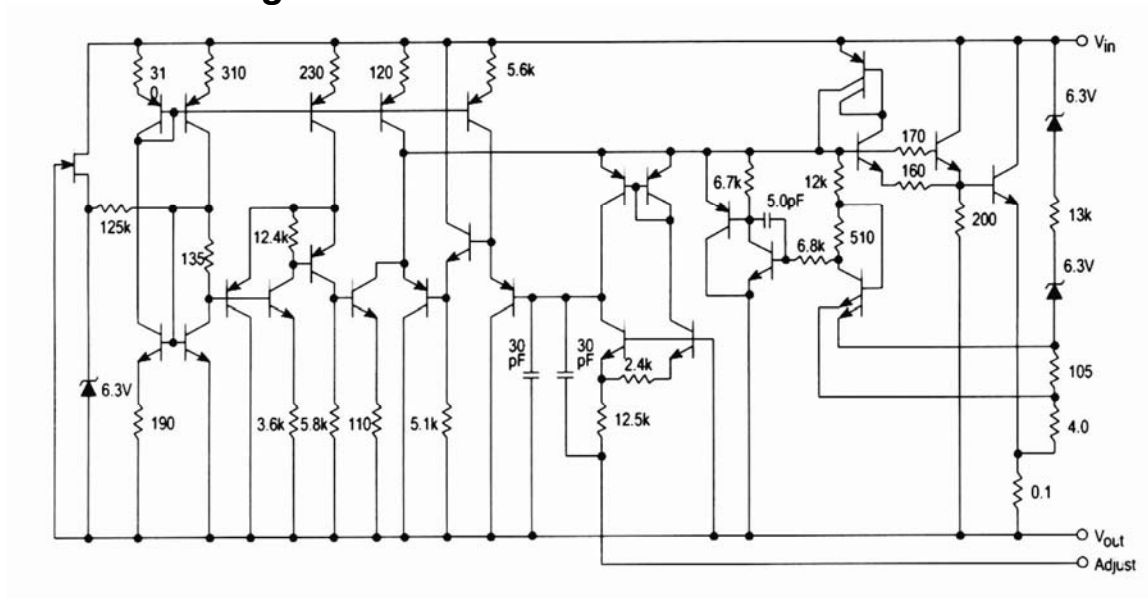 31
0
310
230
120
5.6k
Vin
6.3V
170
160
6.7k
12k
5.0pF
125k
12.4k
135
6.8k
510
200
13k
6.3V
30
pF
30
pF
2.4k
105
6.3V
190
3.6k
5.8k
110
5.1k
12.5k
4.0
0.1
Vout
Adjust